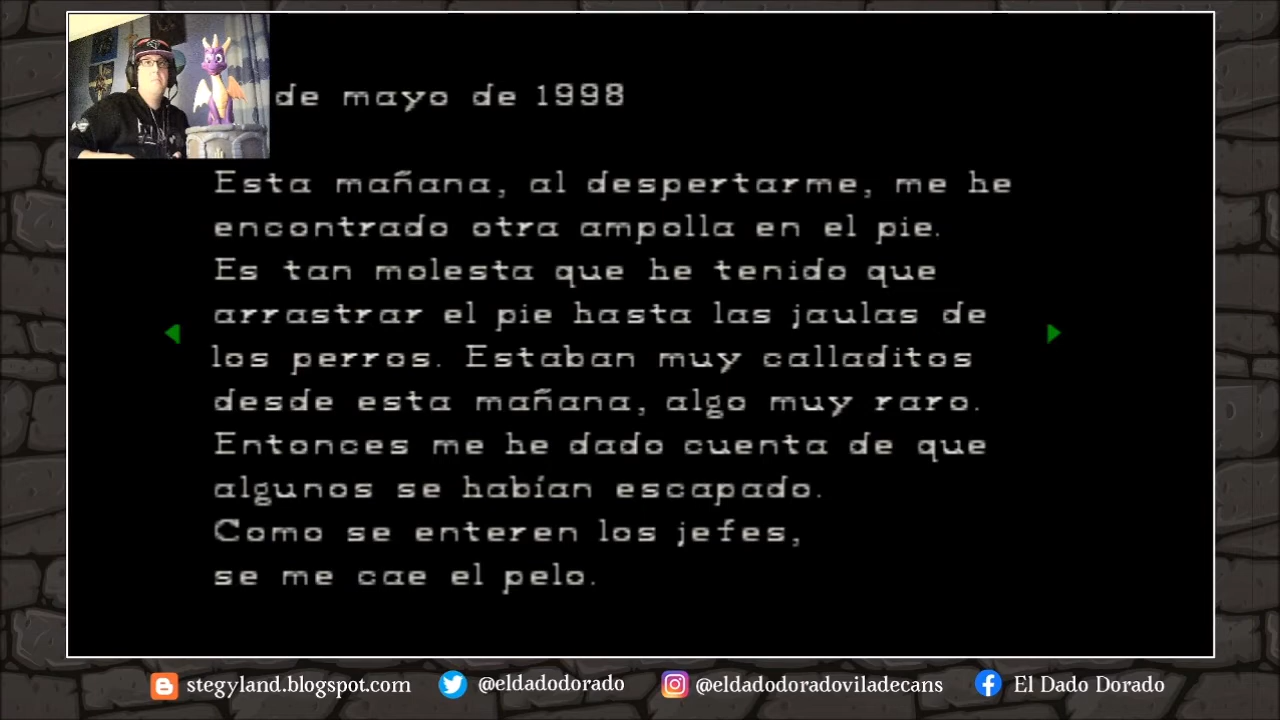 de mayo de 1998
Esta mañana, al despertarme, me he
encontrado otra ampolla en el pie.
Es tan molesta que he tenido que
arrastrar el pie hasta las jaulas de
los perros. Estaban muy calladitos
desde esta mañana, algo muy raro.
Entonces me he dado cuenta de que
algunos se habían escapado.
Como se enteren los jefes,
se me cae el pelo.
stegyland.blogspot.com @eldadodorado @eldadodoradoviladecans El Dado Dorado